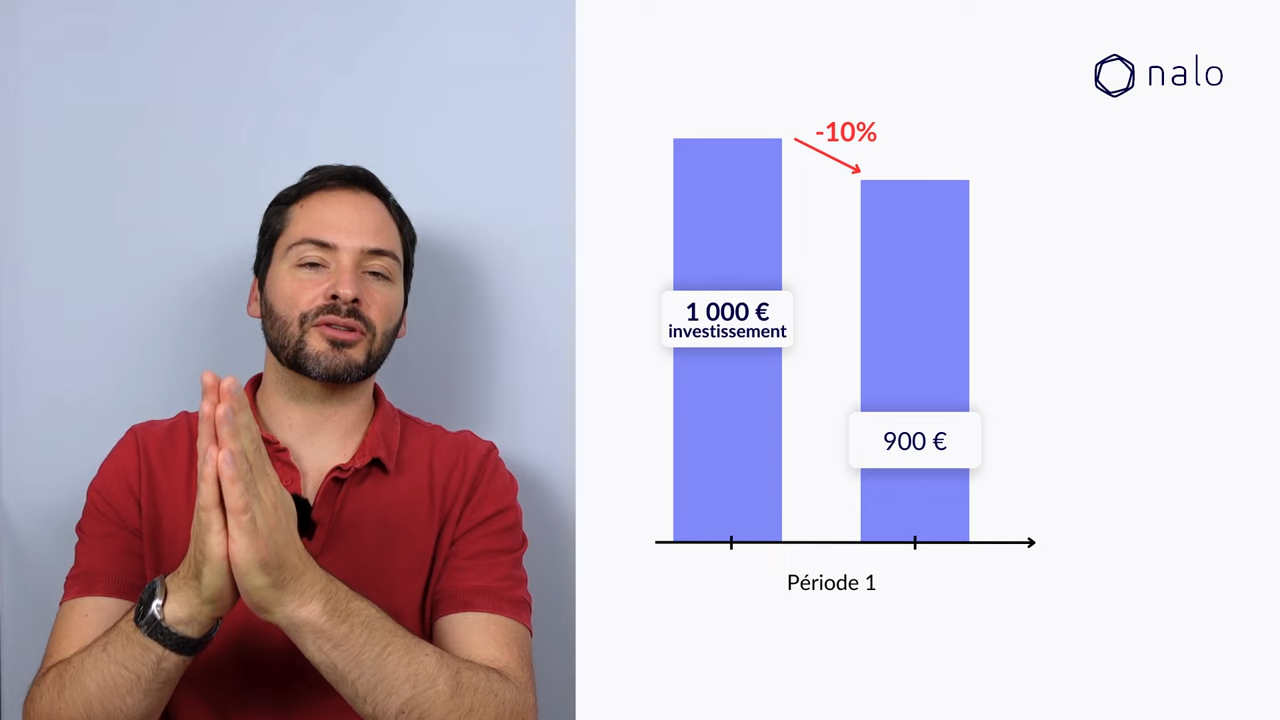 nalo
-10%
1 000 €
investissement
900 €
Période 1